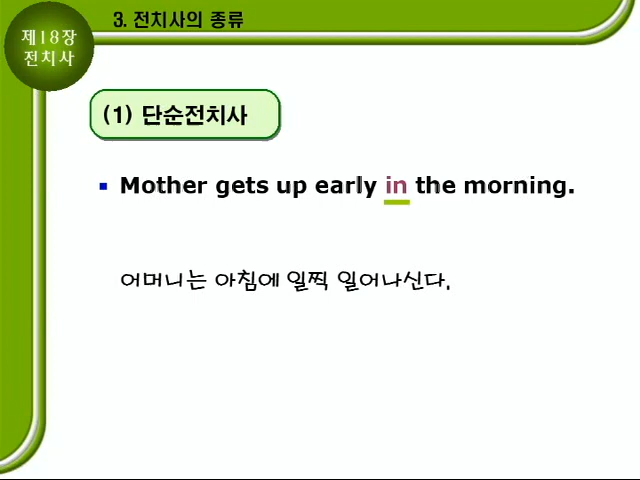 3. 전치사의 종류
제18장
전치사
(1) 단순전치사
Mother gets up early in the morning.
어머니는 아침에 일찍 일어나신다.